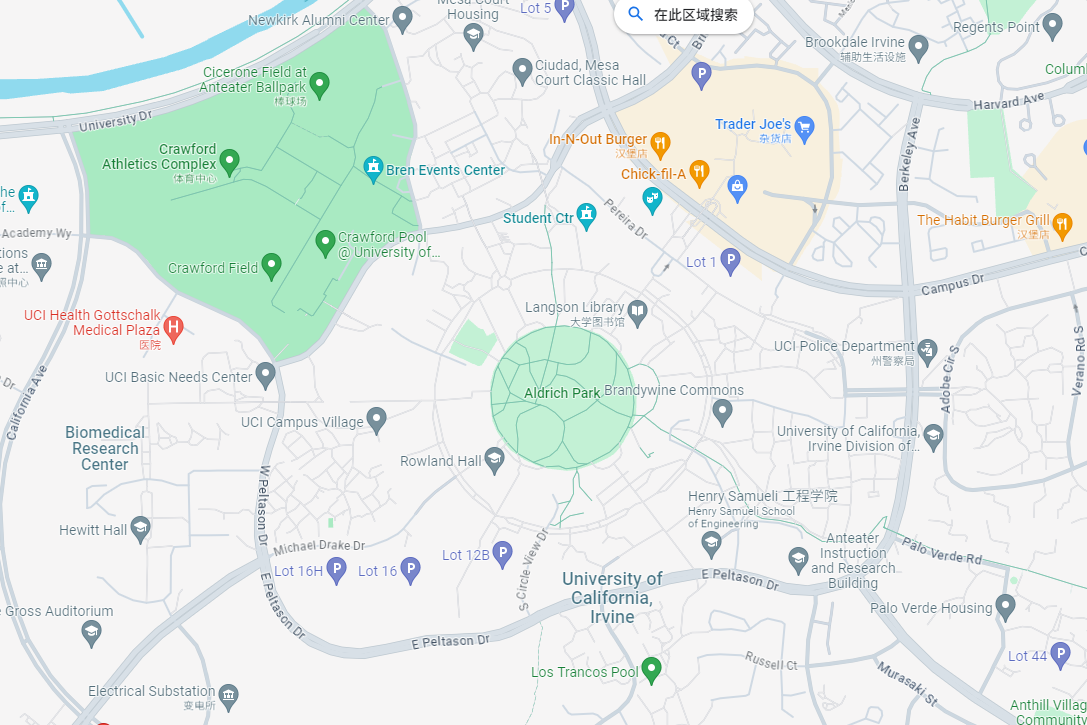 Newkirk Alumni Center
Mesa Court
Housing
Lot 5
在此区域搜索
Brookdale Irvine
辅助生活设施
Regents Point
Ciudad, Mesa
Court Classic Hall
Cicerone Field at
Anteater Ballpark
棒球场
University Dr
Harvard Ave
Trader Joe's
杂货店
In-N-Out Burger
汉堡店
Chick-fil-A
Berkeley Ave
Crawford
Athletics Complex
体育中心
Bren Events Center
Student Ctr
Pereira Dr
The Habit Burger Grill
汉堡店
Academy Wy
Crawford Pool
@ University of...
Crawford Field
Lot 1
Campus Dr
Langson Library
大学图书馆
UCI Health Gottschalk
Medical Plaza
医院
UCI Police Department
州警察局
Adobe Cir S
Verano Rd S
UCI Basic Needs Center
California Ave
Aldrich Park
Brandywine Commons
UCI Campus Village
University of California,
Irvine Division of...
Biomedical
Research
Center
Rowland Hall
W Peltason Dr
Henry Samueli 工程学院
Henry Samueli School
of Engineering
Hewitt Hall
Michael Drake Dr
Lot 12B
Lot 16H
Lot 16
S Circle View Dr
Anteater
Instruction
and Research
Building
Palo Verde Rd
University of
California,
Irvine
E Peltason Dr
E Peltason Dr
E Peltason Dr
Gross Auditorium
Palo Verde Housing
Lot 44
Russell Ct
Murasaki St
Los Trancos Pool
Electrical Substation
变电所
Anthill Villag
Community